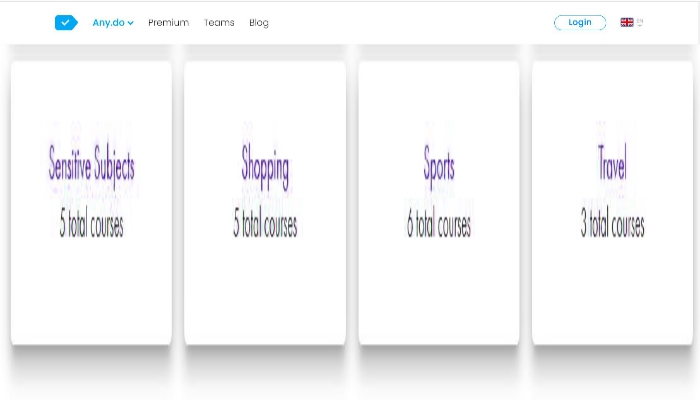 Any.do Premium Teams Blog Login EN
Sensitive Subjects
5 total courses
Shopping
5 total courses
Sports
6 total courses
Travel
3 total courses